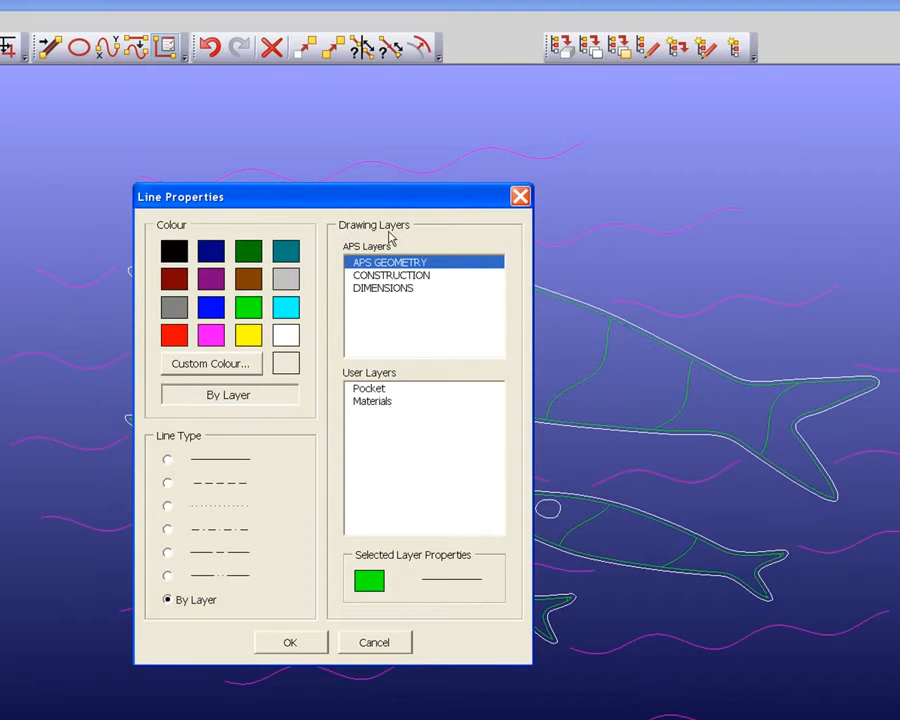 Line Properties
Colour
Custom Colour...
By Layer
Line Type
By Layer
Drawing Layers
APS Layers
APS GEOMETRY
CONSTRUCTION
DIMENSIONS
User Layers
Pocket
Materials
Selected Layer Properties
OK
Cancel